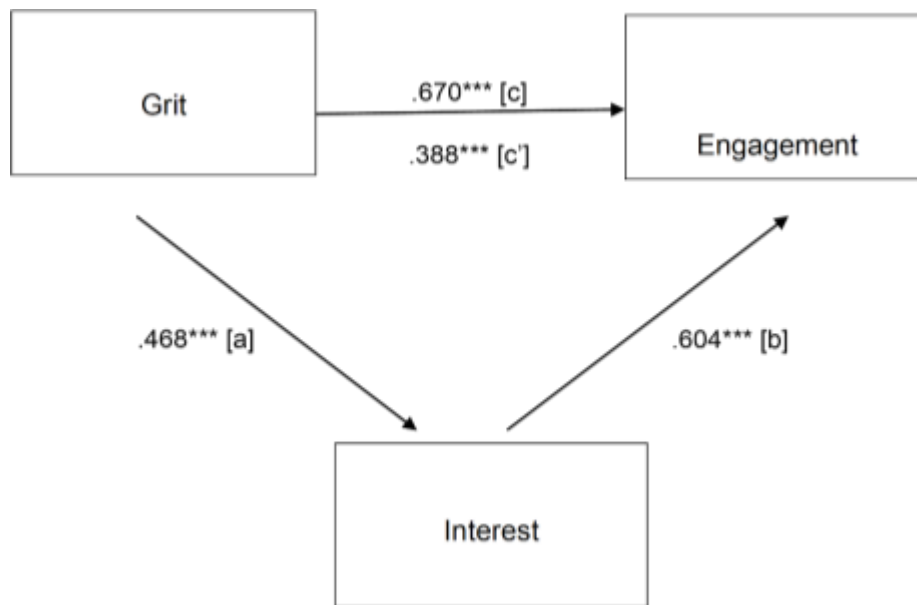 Grit
.670*** [c]
.388*** [c']
Engagement
.468*** [a]
.604*** [b]
Interest